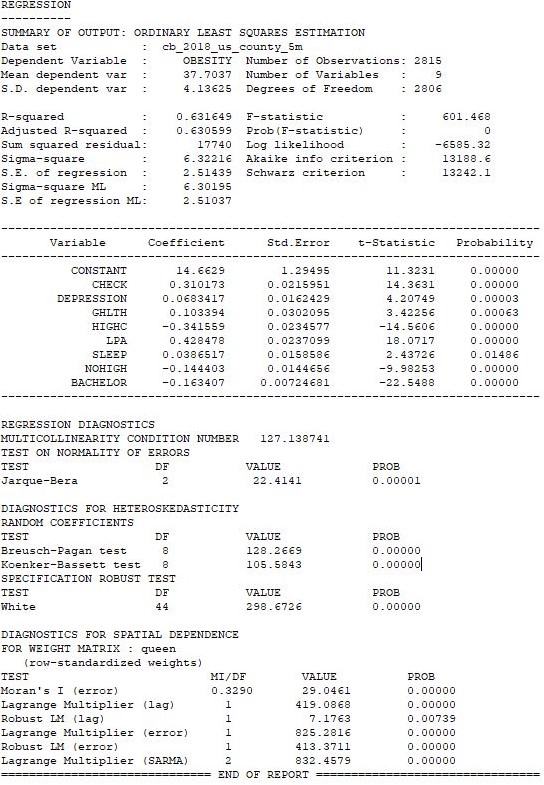 REGRESSION
----------
SUMMARY OF OUTPUT: ORDINARY LEAST SQUARES ESTIMATION
Data set : cb_2018_us_county_5m
Dependent Variable : OBESITY Number of Observations: 2815
Mean dependent var : 37.7037 Number of Variables : 9
S.D. dependent var : 4.13625 Degrees of Freedom : 2806
R-squared : 0.631649 F-statistic : 601.468
Adjusted R-squared : 0.630599 Prob(F-statistic) : 0
Sum squared residual: 17740 Log likelihood : -6585.32
Sigma-square : 6.32216 Akaike info criterion : 13188.6
S.E. of regression : 2.51439 Schwarz criterion : 13242.1
Sigma-square ML : 6.30195
S.E of regression ML: 2.51037
-----------------------------------------------------------------------------
Variable Coefficient Std.Error t-Statistic Probability
-----------------------------------------------------------------------------
CONSTANT 14.6629 1.29495 11.3231 0.00000
CHECK 0.310173 0.0215951 14.3631 0.00000
DEPRESSION 0.0683417 0.0162429 4.20749 0.00003
GHLTH 0.103394 0.0302095 3.42256 0.00063
HIGHC -0.341559 0.0234577 -14.5606 0.00000
LPA 0.428478 0.0237099 18.0717 0.00000
SLEEP 0.0386517 0.0158586 2.43726 0.01486
NOHIGH -0.144403 0.0144656 -9.98253 0.00000
BACHELOR -0.163407 0.00724681 -22.5488 0.00000
-----------------------------------------------------------------------------
REGRESSION DIAGNOSTICS
MULTICOLLINEARITY CONDITION NUMBER 127.138741
TEST ON NORMALITY OF ERRORS
TEST DF VALUE PROB
Jarque-Bera 2 22.4141 0.00001
DIAGNOSTICS FOR HETEROSKEDASTICITY
RANDOM COEFFICIENTS
TEST DF VALUE PROB
Breusch-Pagan test 8 128.2669 0.00000
Koenker-Bassett test 8 105.5843 0.00000
SPECIFICATION ROBUST TEST
TEST DF VALUE PROB
White 44 298.6726 0.00000
DIAGNOSTICS FOR SPATIAL DEPENDENCE
FOR WEIGHT MATRIX : queen
(row-standardized weights)
TEST MI/DF VALUE PROB
Moran's I (error) 0.3290 29.0461 0.00000
Lagrange Multiplier (lag) 1 419.0868 0.00000
Robust LM (lag) 1 7.1763 0.00739
Lagrange Multiplier (error) 1 825.2816 0.00000
Robust LM (error) 1 413.3711 0.00000
Lagrange Multiplier (SARMA) 2 832.4579 0.00000
============================== END OF REPORT ================================